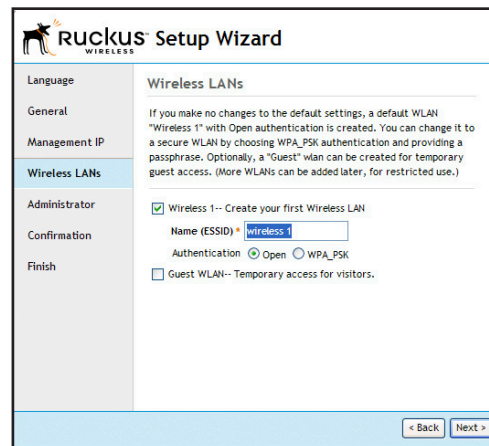 Ruckus Setup Wizard
WIRELESS
Language
General
Management IP
Wireless LANs
Administrator
Confirmation
Finish
Wireless LANs
If you make no changes to the default settings, a default WLAN
"Wireless 1" with Open authentication is created. You can change it to
a secure WLAN by choosing WPA_PSK authentication and providing a
passphrase. Optionally, a "Guest" wlan can be created for temporary
guest access. (More WLANs can be added later, for restricted use.)
Wireless 1-- Create your first Wireless LAN
Name (ESSID) * wireless 1
Authentication Open WPA_PSK
Guest WLAN-- Temporary access for visitors.
< Back Next >